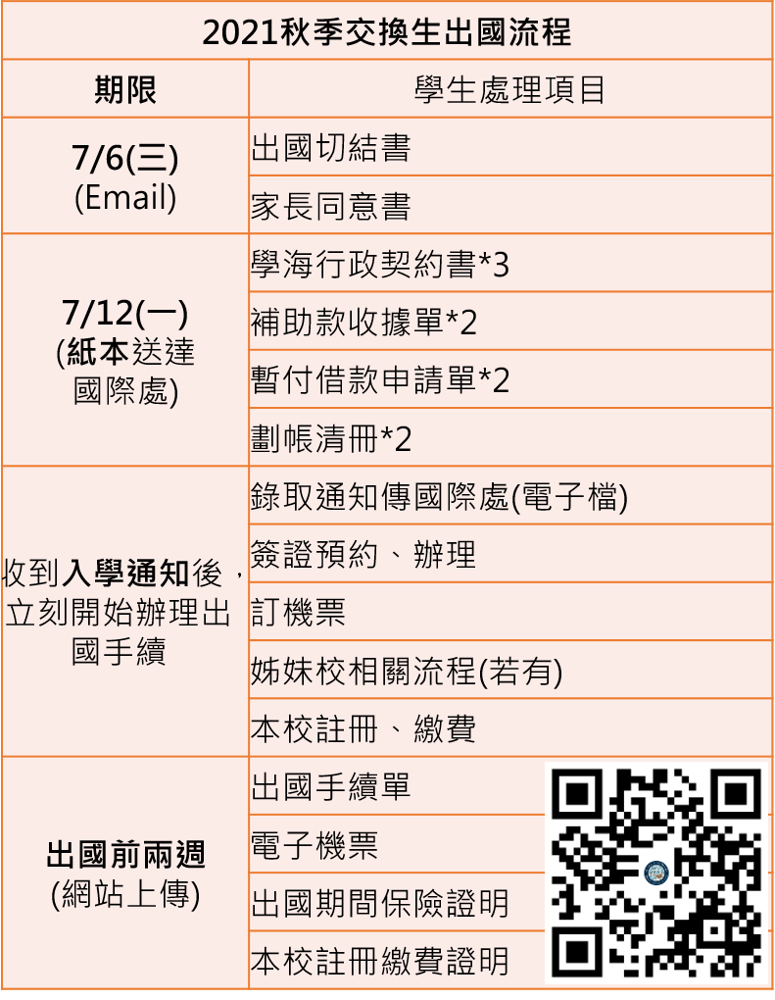 2021秋季交換生出國流程
期限
學生處理項目
7/6(三)
(Email)
出國切結書
家長同意書
7/12(一)
(紙本送達
國際處)
學海行政契約書*3
補助款收據單*2
暫付借款申請單*2
劃帳清冊*2
收到入學通知後，
立刻開始辦理出
國手續
錄取通知傳國際處(電子檔)
簽證預約、辦理
訂機票
姊妹校相關流程(若有)
本校註冊、繳費
出國前兩週
(網站上傳)
出國手續單
電子機票
出國期間保險證明
本校註冊繳費證明